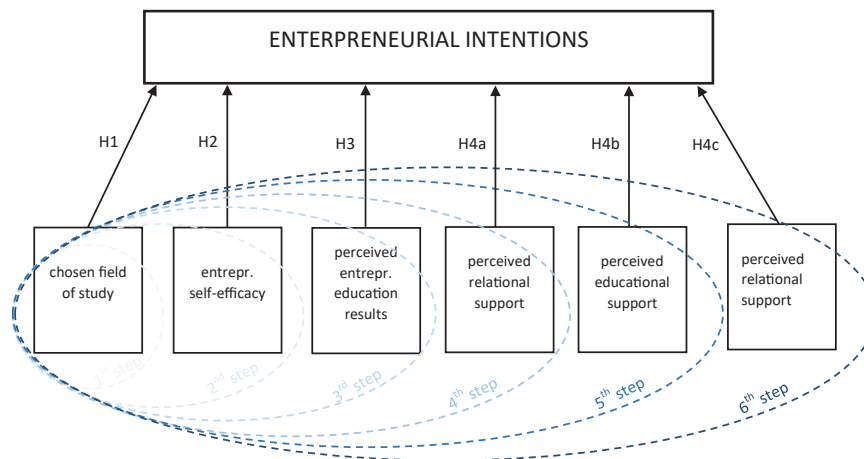 ENTERPRENEURIAL INTENTIONS
H1
H2
H3
H4a
H4b
H4c
chosen field
of study
entrepr.
self-efficacy
perceived
entrepr.
education
results
perceived
relational
support
perceived
educational
support
perceived
relational
support
1st step
2nd step
3rd step
4th step
5th step
6th step